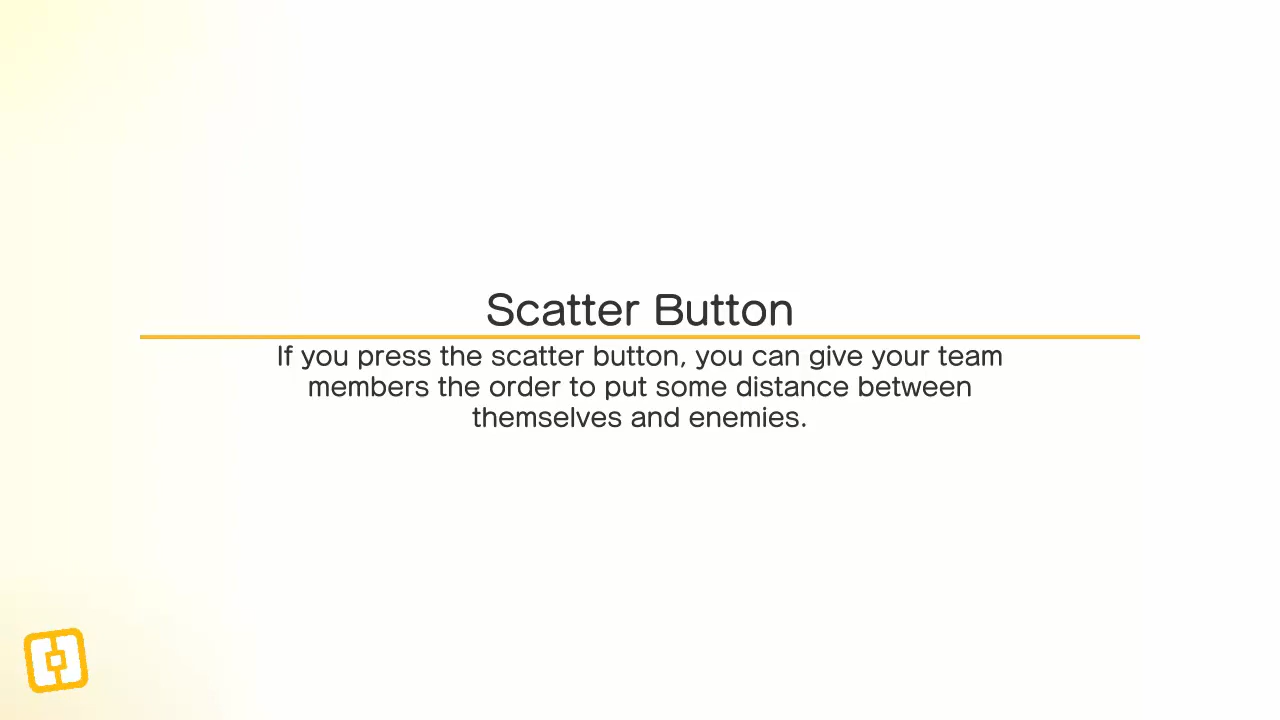 Scatter Button
If you press the scatter button, you can give your team
members the order to put some distance between
themselves and enemies.